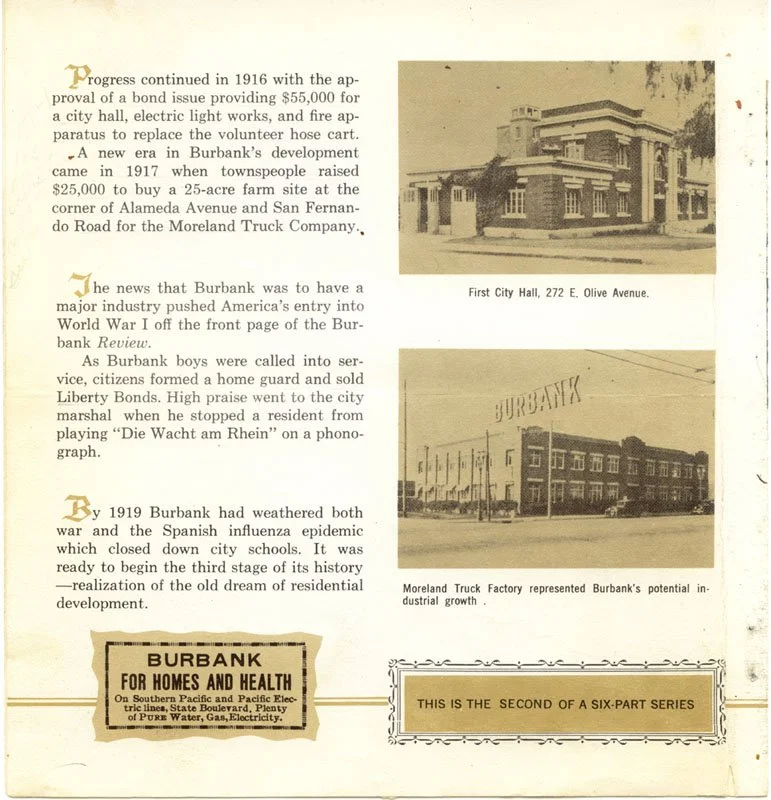 Progress continued in 1916 with the ap-
proval of a bond issue providing $55,000 for
a city hall, electric light works, and fire ap-
paratus to replace the volunteer hose cart.
A new era in Burbank's development
came in 1917 when townspeople raised
$25,000 to buy a 25-acre farm site at the
corner of Alameda Avenue and San Fernan-
do Road for the Moreland Truck Company.
The news that Burbank was to have a
major industry pushed America's entry into
World War I off the front page of the Bur-
bank Review.
As Burbank boys were called into ser-
vice, citizens formed a home guard and sold
Liberty Bonds. High praise went to the city
marshal when he stopped a resident from
playing "Die Wacht am Rhein" on a phono-
graph.
By 1919 Burbank had weathered both
war and the Spanish influenza epidemic
which closed down city schools. It was
ready to begin the third stage of its history
—realization of the old dream of residential
development.
BURBANK
FOR HOMES AND HEALTH
On Southern Pacific and Pacific Elec-
tric lines, State Boulevard, Plenty
of PURE Water, Gas, Electricity.
First City Hall, 272 E. Olive Avenue.
BURBANK
Moreland Truck Factory represented Burbank's potential in-
dustrial growth .
THIS IS THE SECOND OF A SIX-PART SERIES